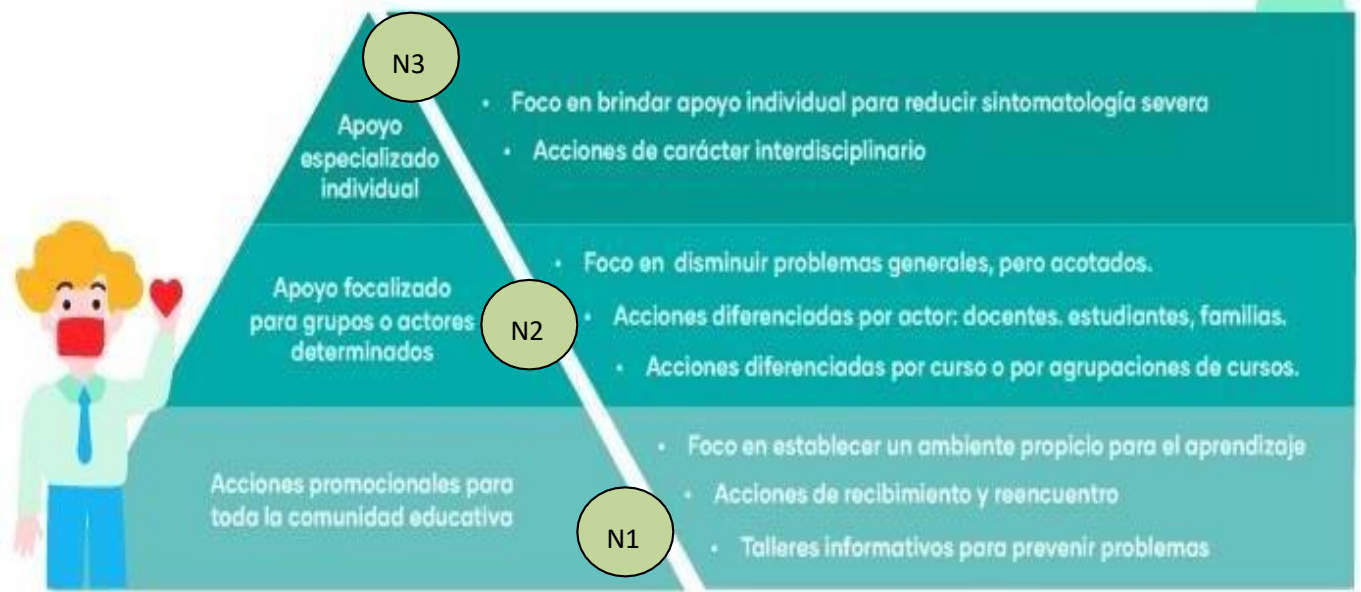 N3
Apoyo
especializado
individual
• Foco en brindar apoyo individual para reducir sintomatología severa
• Acciones de carácter interdisciplinario
Apoyo focalizado
para grupos o actores
determinados
N2
• Foco en disminuir problemas generales, pero acotados.
• Acciones diferenciadas por actor: docentes. estudiantes, familias.
• Acciones diferenciadas por curso o por agrupaciones de cursos.
Acciones promocionales para
toda la comunidad educativa
N1
• Foco en establecer un ambiente propicio para el aprendizaje
• Acciones de recibimiento y reencuentro
• Talleres informativos para prevenir problemas